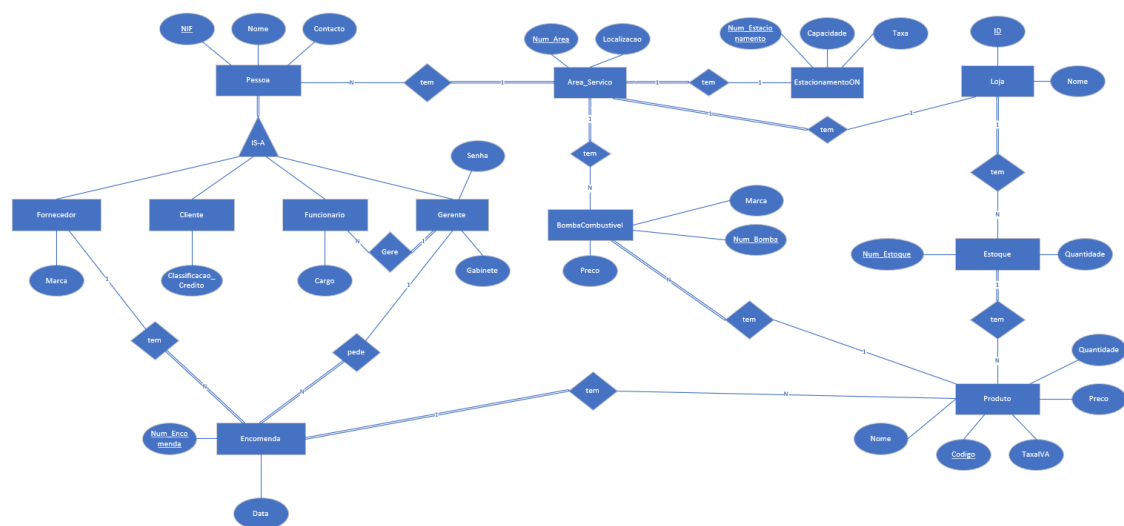 NIF
Nome
Contacto
Num_Area
Localizacao
Num_Estacio
namento
Capacidade
Taxa
ID
Pessoa
N
tem
1
Area_Servico
1
tem
1
EstacionamentoON
Loja
Nome
1
1
tem
1
1
IS-A
tem
Senha
tem
N
N
Fornecedor
Cliente
Funcionario
Gerente
Marca
BombaCombustivel
Num_Bomba
N
Gere
1
Num_Estoque
Estoque
Quantidade
Marca
Classificacao_
Credito
Cargo
Gabinete
Preco
N
1
1
1
tem
tem
tem
pede
1
N
Quantidade
N
N
tem
N
Produto
Preco
1
Num_Enco
menda
Encomenda
Nome
Codigo
TaxaIVA
Data